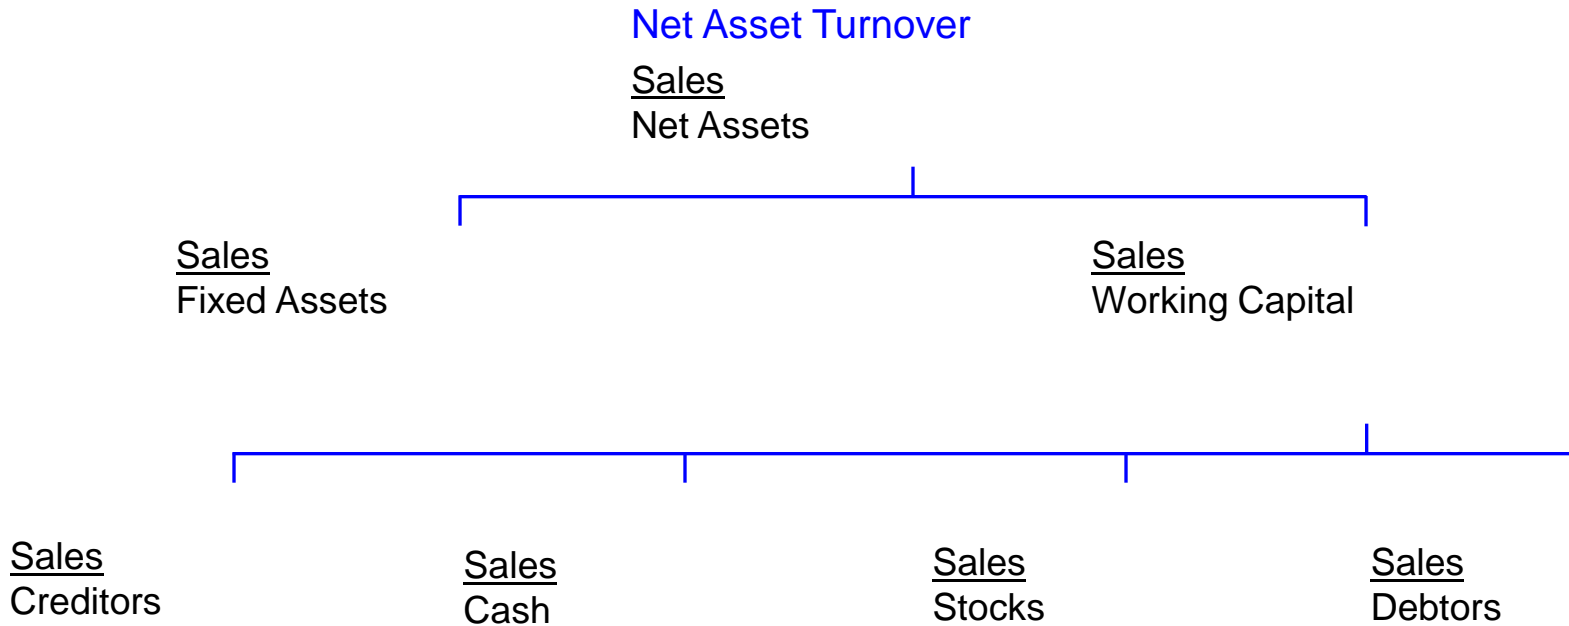 Net Asset Turnover
Sales
Net Assets
Sales
Fixed Assets
Sales
Working Capital
Sales
Creditors
Sales
Cash
Sales
Stocks
Sales
Debtors